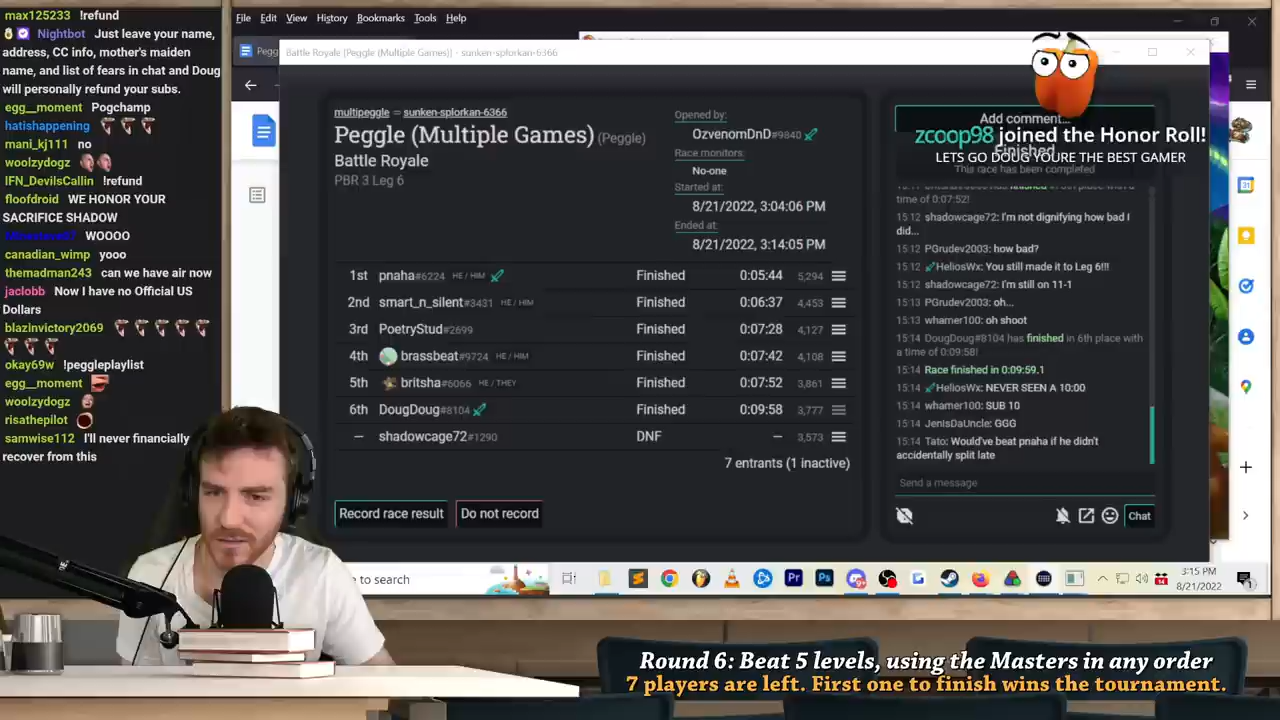 max125233 !refund
Nightbot Just leave your name,
address, CC info, mother's maiden
name, and list of fears in chat and Doug
will personally refund your subs.
egg__moment Pogchamp
hatishappening
mani_kj111 no
woolzydogz
IFN_DevilsCallin !refund
floofdroid WE HONOR YOUR
SACRIFICE SHADOW
WOOOO
canadian_wimp yooo
themadman243 can we have air now
jaclobb Now I have no Official US
Dollars
blazinvictory2069
okay69w !peggleplaylist
egg__moment
woolzydogz
risathepilot
samwise112 I'll never financially
recover from this
File Edit View History Bookmarks Tools Help
Pegg
Battle Royale [Peggle (Multiple Games)] - sunken-splorkan-6366
multipeggle = sunken-splorkan-6366
Peggle (Multiple Games) (Peggle)
Battle Royale
PBR 3 Leg 6
Opened by:
OzvenomDnD#9840
Race monitors:
No-one
Started at:
8/21/2022, 3:04:06 PM
Ended at:
8/21/2022, 3:14:05 PM
1st pnaha#6224 HE / HIM Finished 0:05:44 5,294
2nd smart_n_silent#3431 HE / HIM Finished 0:06:37 4,453
3rd PoetryStud#2699 Finished 0:07:28 4,127
4th brassbeat#9724 HE / HIM Finished 0:07:42 4,108
5th britsha#6066 HE / THEY Finished 0:07:52 3,861
6th DougDoug#8104 Finished 0:09:58 3,777
— shadowcage72#1290 DNF — 3,573
7 entrants (1 inactive)
Record race result
Do not record
Add comment...
zcoop98 joined the Honor Roll!
LETS GO DOUG YOURE THE BEST GAMER
Finished
This race has been completed
time of 0:07:52!
15:12 shadowcage72: I'm not dignifying how bad I
did...
15:12 PGrudev2003: how bad?
15:12 HeliosWx: You still made it to Leg 6!!!
15:12 shadowcage72: I'm still on 11-1
15:13 PGrudev2003: oh...
15:13 whamer100: oh shoot
15:14 DougDoug#8104 has finished in 6th place with
a time of 0:09:58!
15:14 Race finished in 0:09:59.1
15:14 HeliosWx: NEVER SEEN A 10:00
15:14 whamer100: SUB 10
15:14 JenIsDaUncle: GGG
15:14 Tato: Would've beat pnaha if he didn't
accidentally split late
Send a message
Chat
e to search
3:15 PM
8/21/2022
Round 6: Beat 5 levels, using the Masters in any order
7 players are left. First one to finish wins the tournament.